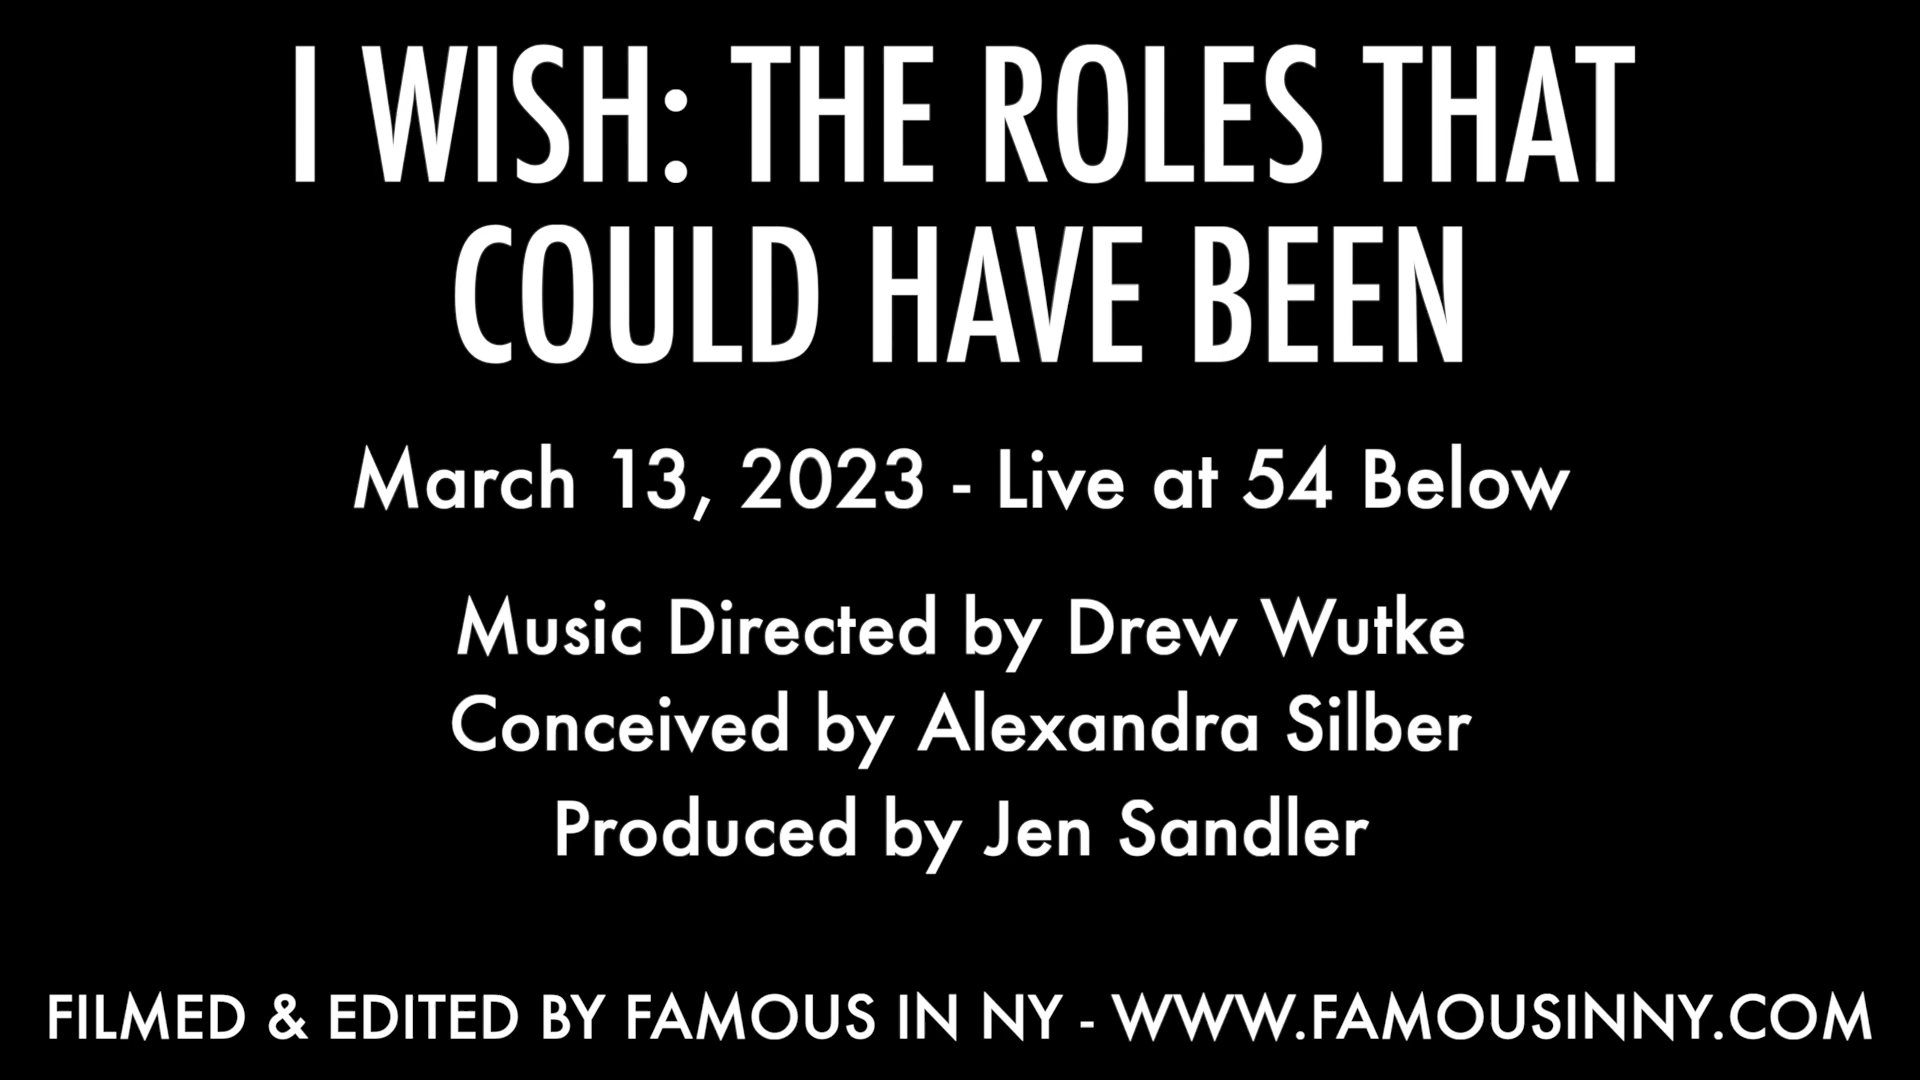 I WISH: THE ROLES THAT
COULD HAVE BEEN
March 13, 2023 - Live at 54 Below
Music Directed by Drew Wutke
Conceived by Alexandra Silber
Produced by Jen Sandler
FILMED & EDITED BY FAMOUS IN NY - WWW.FAMOUSINNY.COM